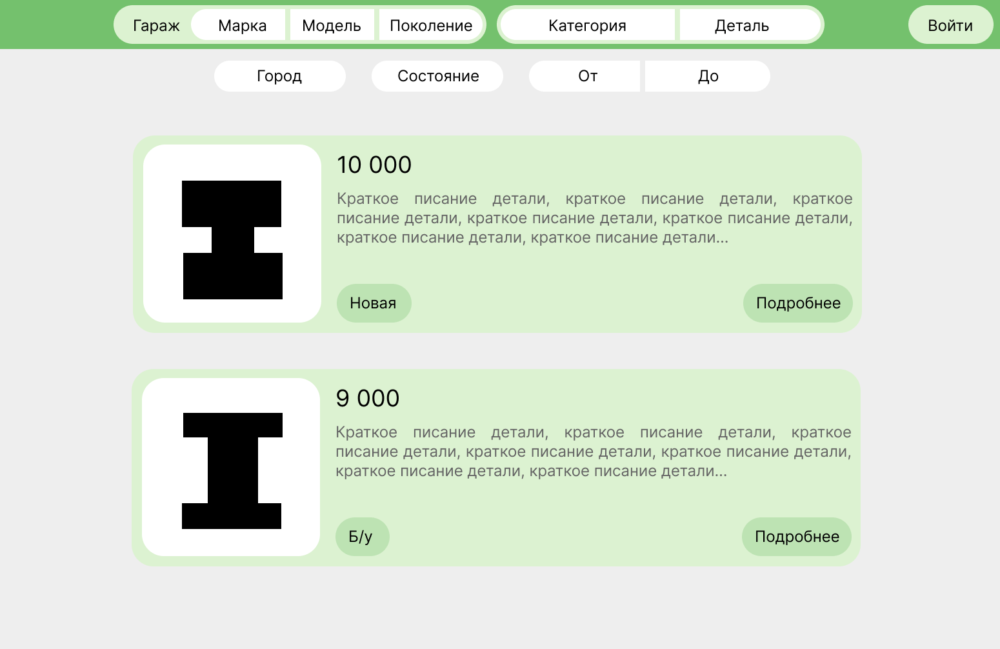 Гараж Марка Модель Поколение Категория Деталь Войти
Город Состояние От До
10 000
Краткое писание детали, краткое писание детали, краткое
писание детали, краткое писание детали, краткое писание детали,
краткое писание детали, краткое писание детали...
Новая Подробнее
9 000
Краткое писание детали, краткое писание детали, краткое
писание детали, краткое писание детали, краткое писание детали,
краткое писание детали, краткое писание детали...
Б/у Подробнее